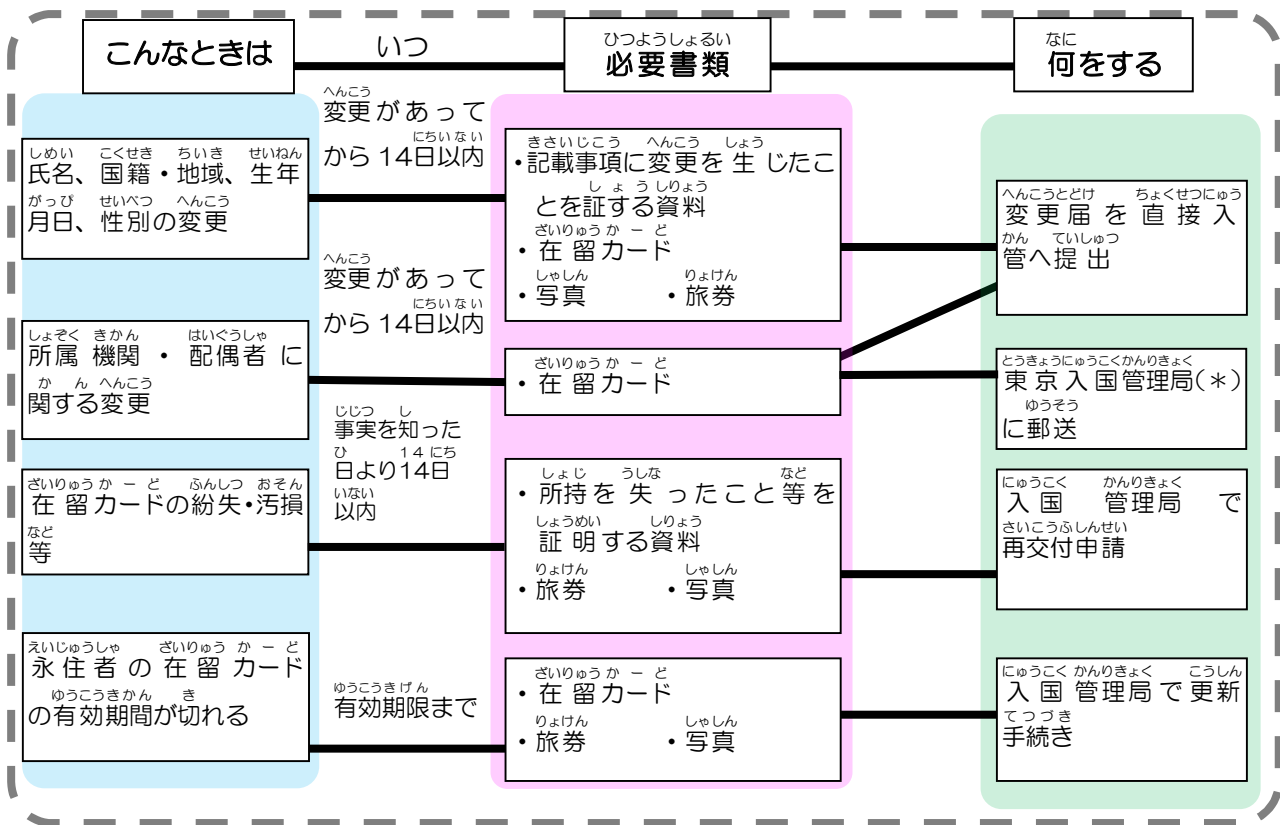 こんなときは
いつ
ひつようしょるい
必要書類
なに
何をする
しめい こくせき ちいき せいねん
氏名、国籍・地域、生年
がっぴ せいべつ へんこう
月日、性別の変更
へんこう
変更があって
にちいない
から14日以内
きさいじこう へんこう しょう
・記載事項に変更を生じたこ
しょうしりょう
とを証する資料
ざいりゅうかーど
・在留カード
しゃしん りょけん
・写真 ・旅券
へんこうとどけ ちょくせつにゅう
変更届を直接入
かん ていしゅつ
管へ提出
しょぞく きかん はいぐうしゃ
所属機関・配偶者に
かん へんこう
関する変更
へんこう
変更があって
にちいない
から14日以内
ざいりゅうかーど
・在留カード
とうきょうにゅうこくかんりきょく
東京入国管理局(＊)
ゆうそう
に郵送
ざいりゅうかーど ふんしつ おそん
在留カードの紛失・汚損
など
等
じじつ し
事実を知った
ひ 14にち
日より14日
いない
以内
しょじ うしな など
・所持を失ったこと等を
しょうめい しりょう
証明する資料
りょけん しゃしん
・旅券 ・写真
にゅうこく かんりきょく
入国管理局で
さいこうふしんせい
再交付申請
えいじゅうしゃ ざいりゅうかーど
永住者の在留カード
ゆうこうきかん き
の有効期間が切れる
ゆうこうきげん
有効期限まで
ざいりゅうかーど
・在留カード
りょけん しゃしん
・旅券 ・写真
にゅうこくかんりきょく こうしん
入国管理局で更新
てつづき
手続き